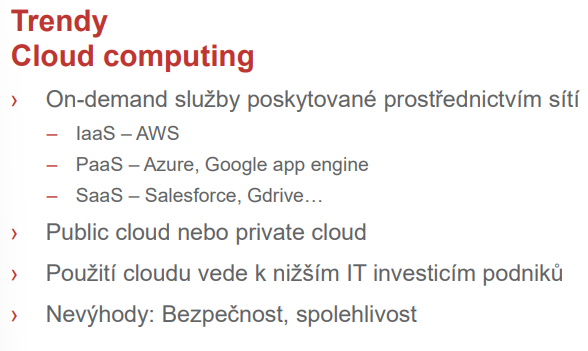 Trendy
Cloud computing
› On-demand služby poskytované prostřednictvím sítí
– IaaS – AWS
– PaaS – Azure, Google app engine
– SaaS – Salesforce, Gdrive…
› Public cloud nebo private cloud
› Použití cloudu vede k nižším IT investicím podniků
› Nevýhody: Bezpečnost, spolehlivost